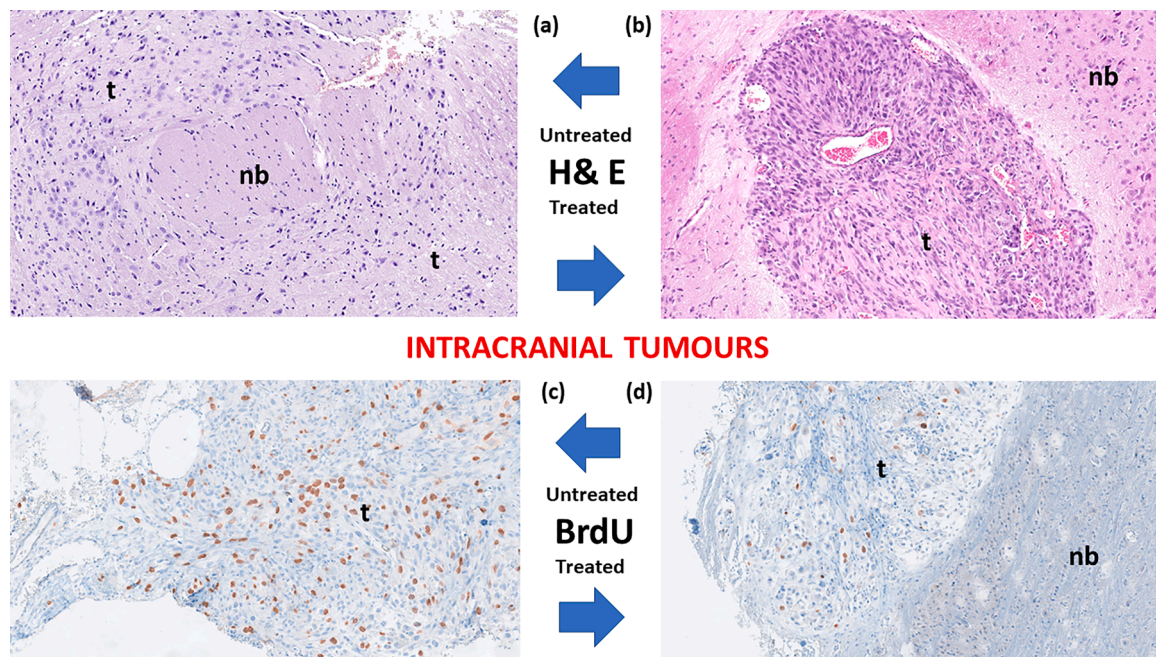 (a)
(b)
t
nb
t
nb
t
Untreated
H& E
Treated
INTRACRANIAL TUMOURS
(c)
(d)
t
t
nb
Untreated
BrdU
Treated